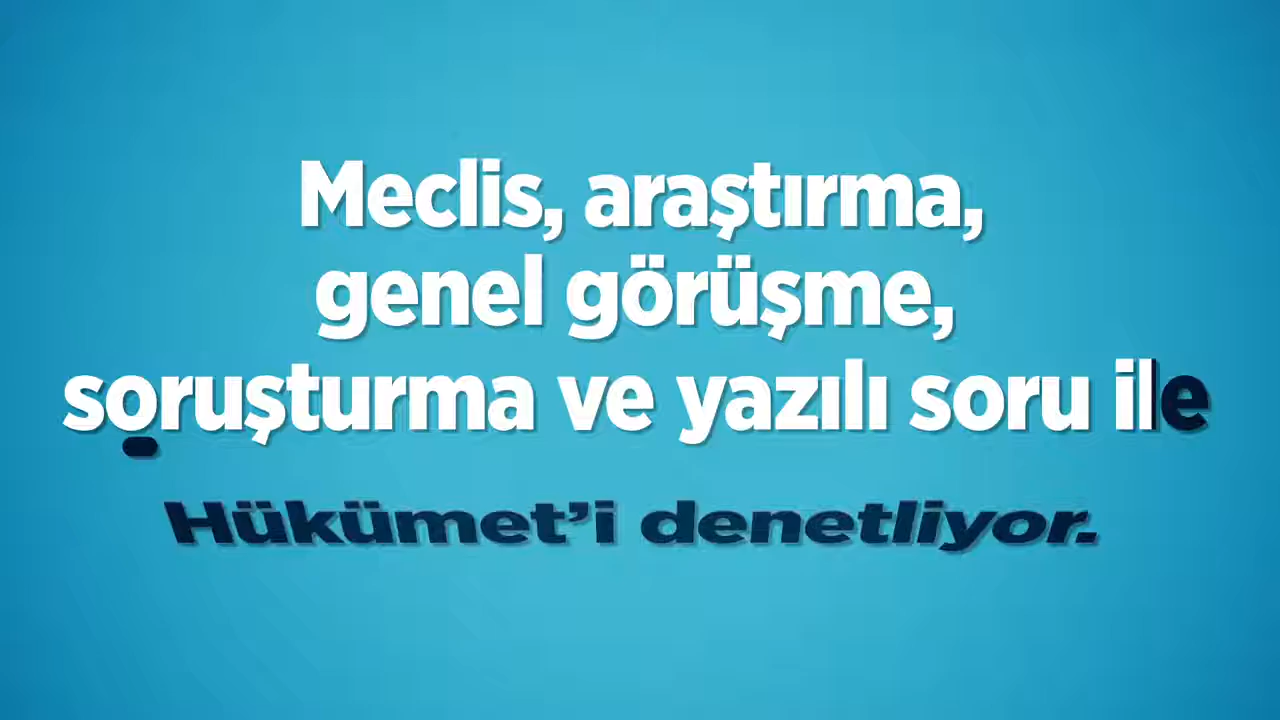 Meclis, araştırma,
genel görüşme,
soruşturma ve yazılı soru ile
Hükümet’i denetliyor.